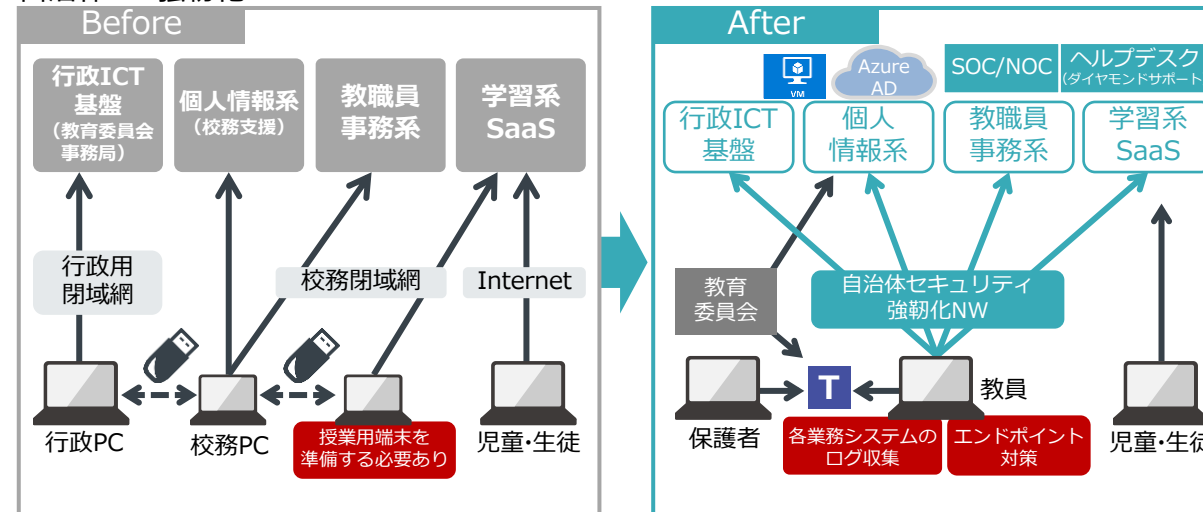 Before
行政ICT
基盤
（教育委員会
事務局）
個人情報系
（校務支援）
教職員
事務系
学習系
SaaS
行政用
閉域網
校務閉域網
Internet
行政PC
校務PC
授業用端末を
準備する必要あり
児童･生徒
After
VM
Azure
AD
SOC/NOC
ヘルプデスク
(ダイヤモンドサポート
行政ICT
基盤
個人
情報系
教職員
事務系
学習系
SaaS
教育
委員会
自治体セキュリティ
強靭化NW
T
教員
保護者
各業務システムの
ログ収集
エンドポイント
対策
児童･生徒